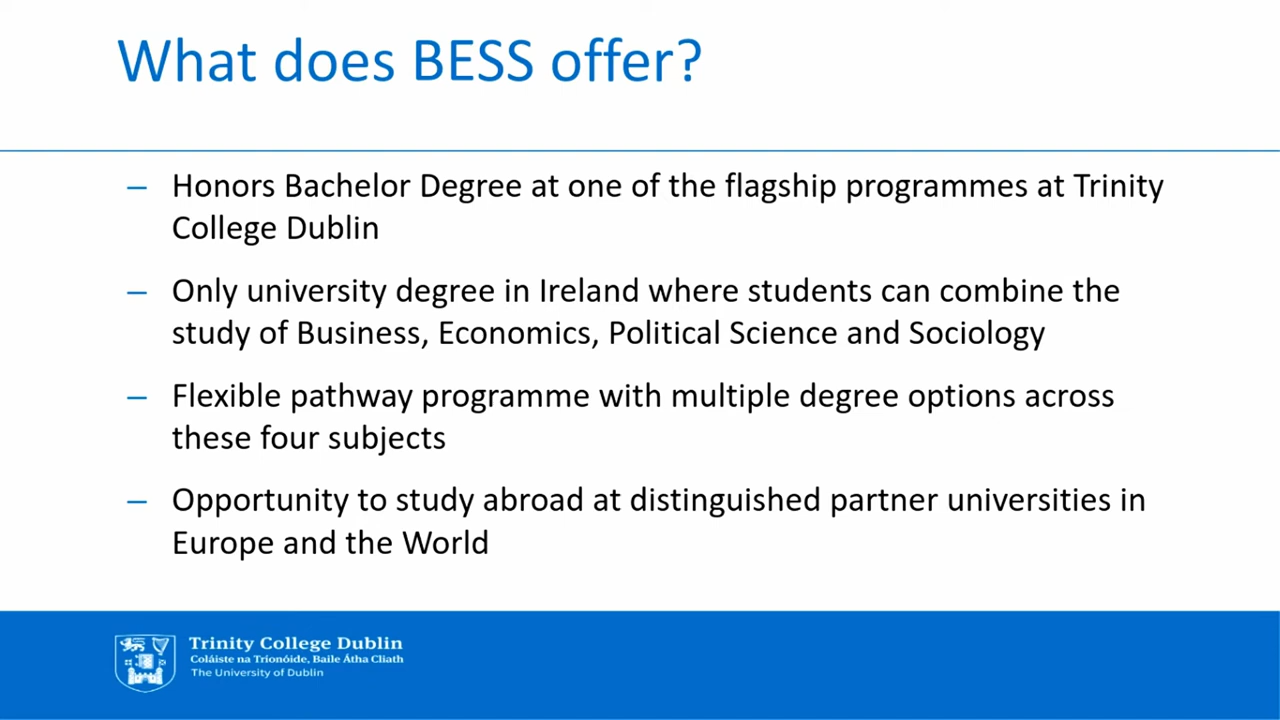 What does BESS offer?
– Honors Bachelor Degree at one of the flagship programmes at Trinity
College Dublin
– Only university degree in Ireland where students can combine the
study of Business, Economics, Political Science and Sociology
– Flexible pathway programme with multiple degree options across
these four subjects
– Opportunity to study abroad at distinguished partner universities in
Europe and the World
Trinity College Dublin
Coláiste na Tríonóide, Baile Átha Cliath
The University of Dublin